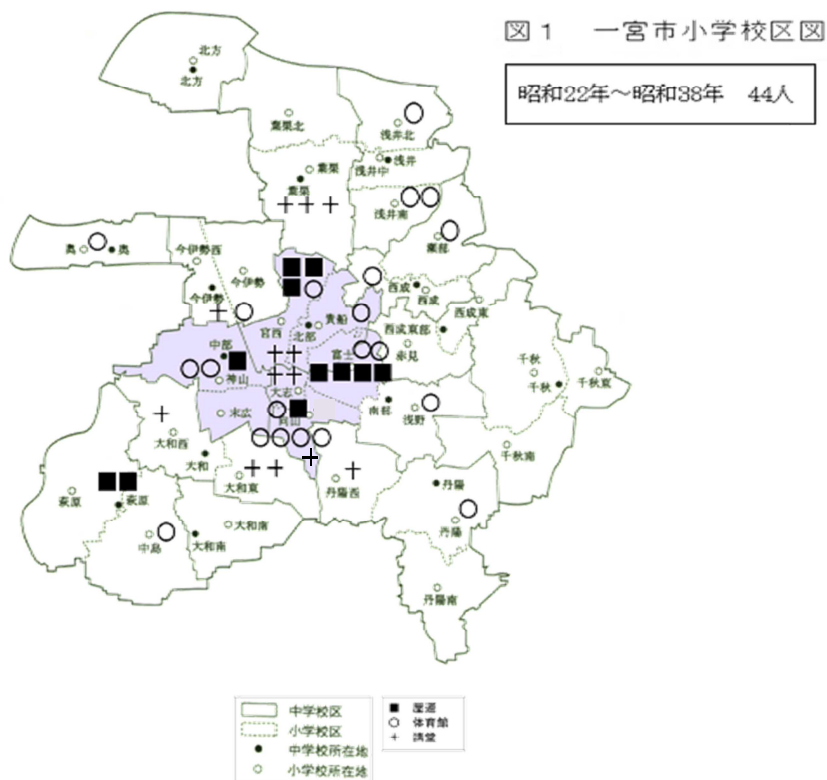 図１　一宮市小学校区図
昭和22年～昭和38年　44人
北方
北方
葉栗北
浅井北
葉栗
葉栗
浅井
浅井中
浅井南
葉部
奥
奥
今伊勢西
今伊勢
今伊勢
西成
西成
西成東
宮西
北部
貴船
西成東部
赤見
富士
中部
神山
千秋
千秋
千秋東
大志
末広
向山
南部
浅野
大和西
大和
大和東
千秋南
丹陽西
丹陽
丹陽
萩原
萩原
中島
大和南
大和南
丹陽南
中学校区
小学校区
中学校所在地
小学校所在地
体育館
講堂